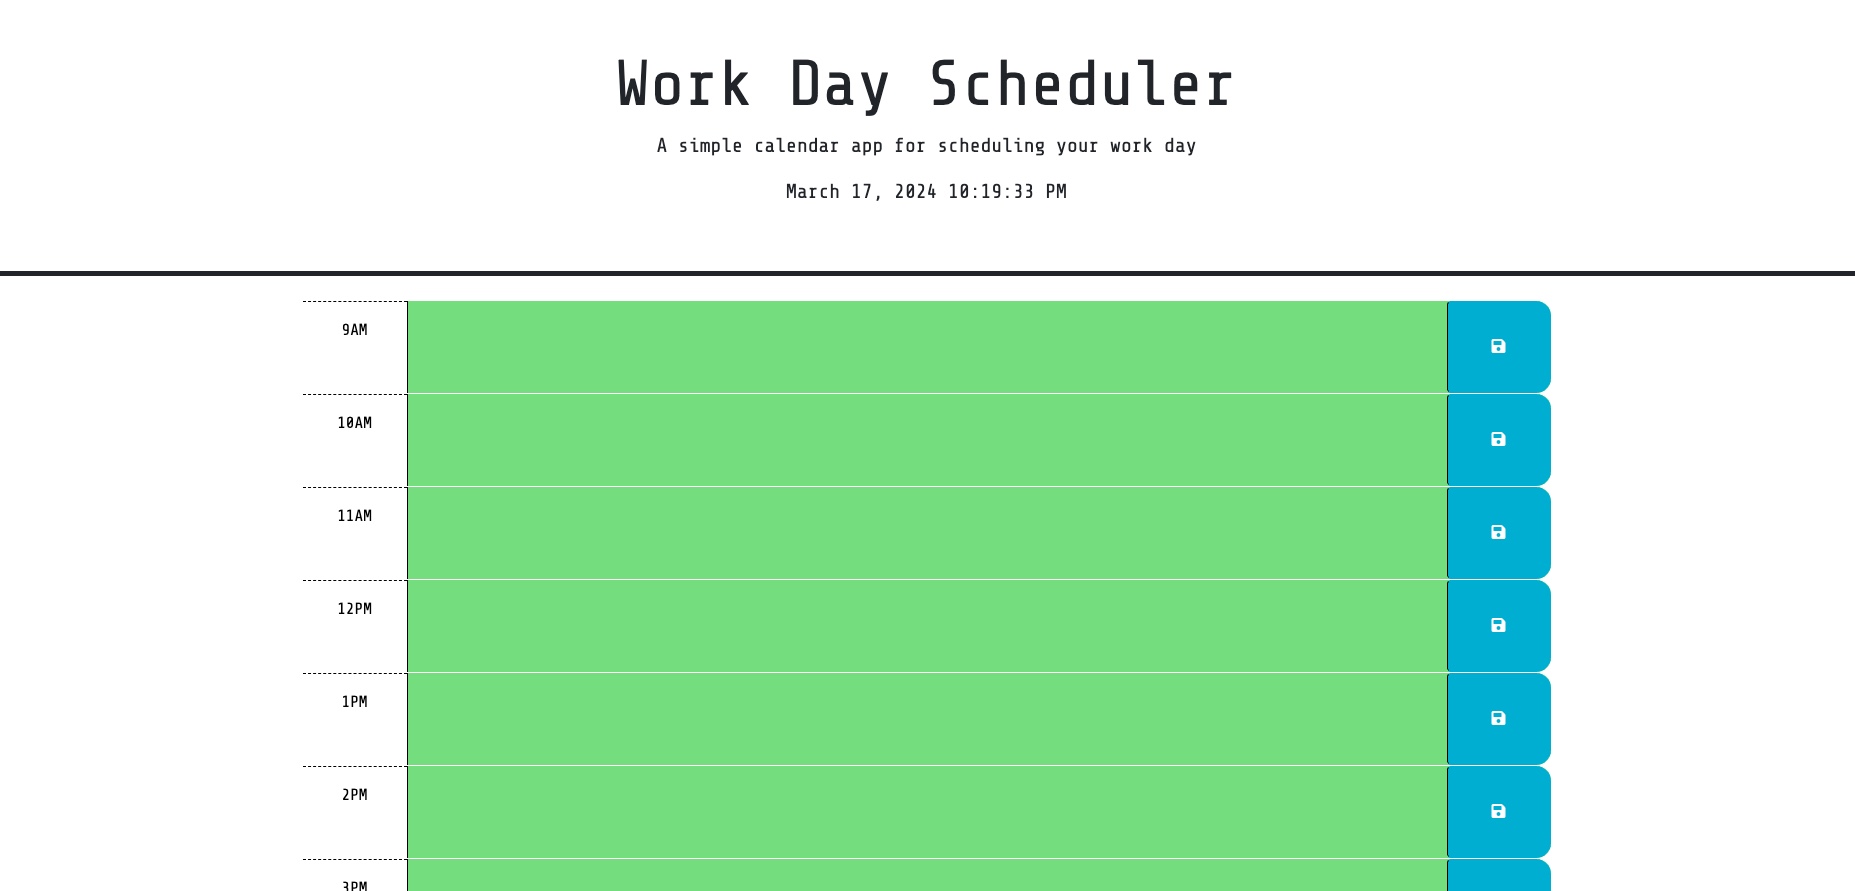 Work Day Scheduler
A simple calendar app for scheduling your work day
March 17, 2024 10:19:33 PM
9AM
10AM
11AM
12PM
1PM
2PM
3PM